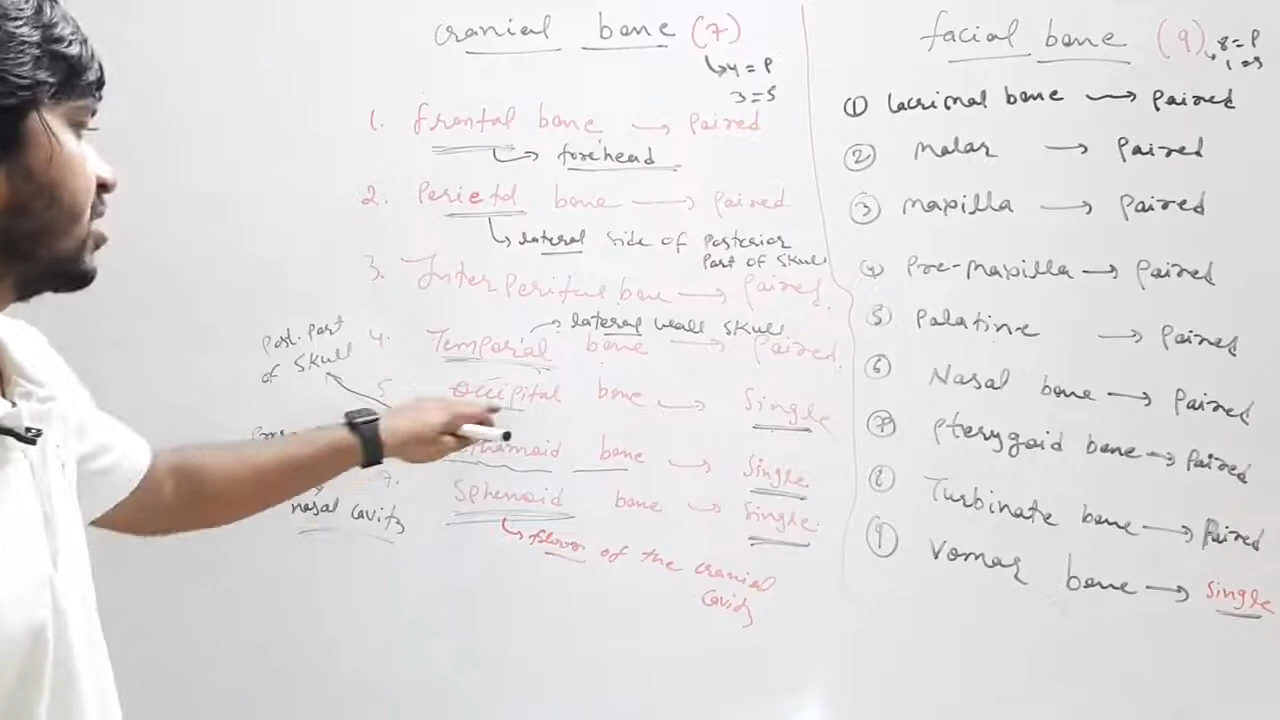 cranial bone (7)
↳ 4 = P
3 = S
1. frontal bone → Paired
↳ forehead
2. Perietal bone → Paired
↳ lateral side of Posterior
Part of Skull
3. InterPerital bone → Paired
→ lateral wall Skull
4. Temporal bone → Paired
Post. part
of Skull
5. Occipital bone → Single
bone → Single
7. Sphenoid bone → Single
nasal cavity
↳ floor of the cranial
Cavity
facial bone (9)
↳ 8 = P
1 = S
① lacrimal bone → Paired
② Malar → Paired
③ Maxilla → Paired
④ Pre-Maxilla → Paired
⑤ Palatine → Paired
⑥ Nasal bone → Paired
⑦ Pterygoid bone → Paired
⑧ Turbinate bone → Paired
⑨ Vomar bone → Single